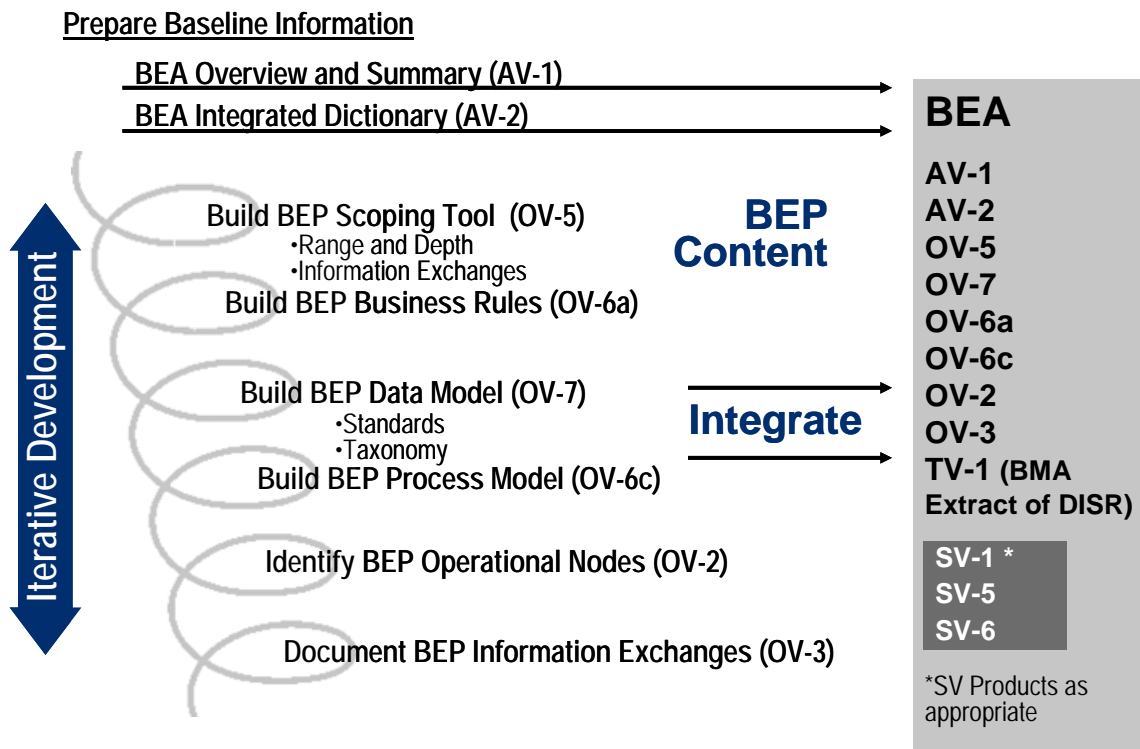 Prepare Baseline Information
BEA Overview and Summary (AV-1)
BEA Integrated Dictionary (AV-2)
Iterative Development
Build BEP Scoping Tool (OV-5)
•Range and Depth
•Information Exchanges
Build BEP Business Rules (OV-6a)
Build BEP Data Model (OV-7)
•Standards
•Taxonomy
Build BEP Process Model (OV-6c)
Identify BEP Operational Nodes (OV-2)
Document BEP Information Exchanges (OV-3)
BEP
Content
Integrate
BEA
AV-1
AV-2
OV-5
OV-7
OV-6a
OV-6c
OV-2
OV-3
TV-1 (BMA
Extract of DISR)
SV-1 *
SV-5
SV-6
*SV Products as
appropriate